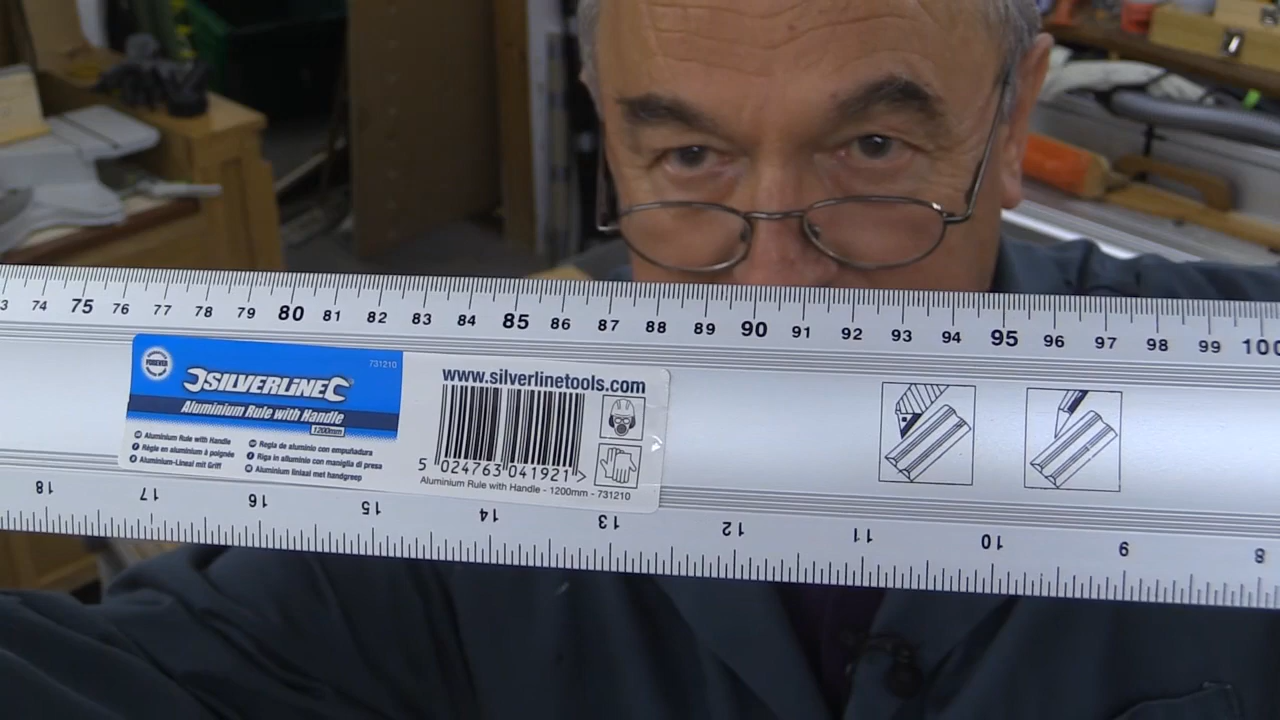 3 74 75 76 77 78 79 80 81 82 83 84 85 86 87 88 89 90 91 92 93 94 95 96 97 98 99 100
FOREVER
731210
SILVERLINE
Aluminium Rule with Handle
1200mm
Aluminium Rule with Handle
Règle en aluminium à poignée
Aluminium-Lineal mit Griff
Regla de aluminio con empuñadura
Riga in alluminio con maniglia di presa
Aluminium liniaal met handgreep
www.silverlinetools.com
5 024763 041921 >
Aluminium Rule with Handle - 1200mm - 731210
18 17 16 15 14 13 12 11 10 9 8